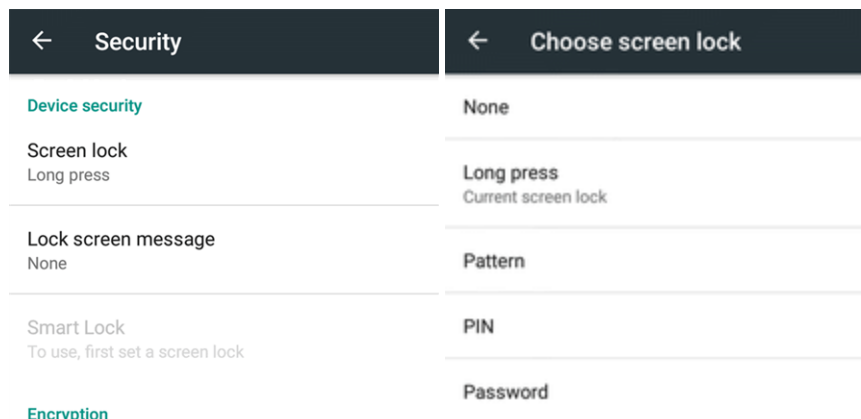 Security
Device security
Screen lock
Long press
Lock screen message
None
Smart Lock
To use, first set a screen lock
Encryption
Choose screen lock
None
Long press
Current screen lock
Pattern
PIN
Password